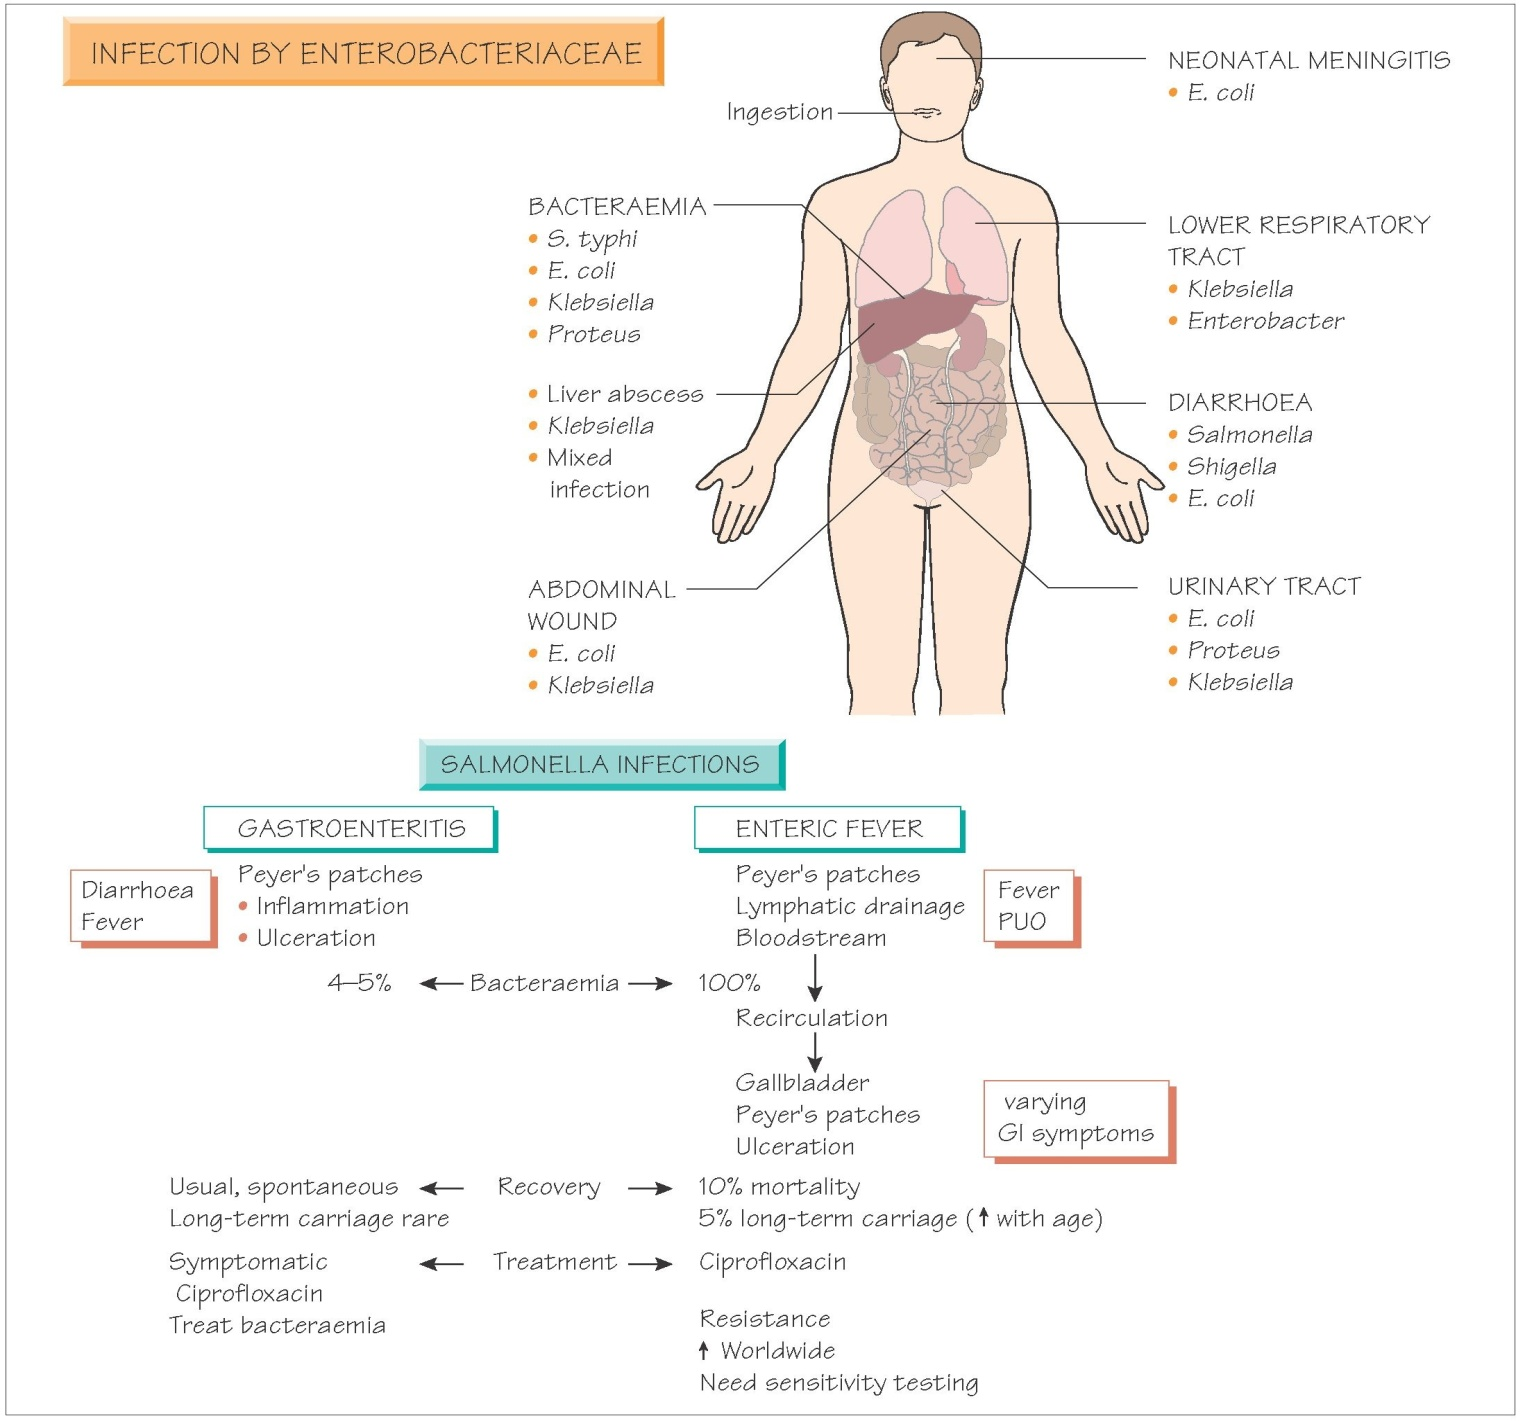 INFECTION BY ENTEROBACTERIACEAE
NEONATAL MENINGITIS
• E. coli
Ingestion
BACTERAEMIA
• S. typhi
• E. coli
• Klebsiella
• Proteus
• Liver abscess
• Klebsiella
• Mixed
infection
ABDOMINAL
WOUND
• E. coli
• Klebsiella
LOWER RESPIRATORY
TRACT
• Klebsiella
• Enterobacter
DIARRHOEA
• Salmonella
• Shigella
• E. coli
URINARY TRACT
• E. coli
• Proteus
• Klebsiella
SALMONELLA INFECTIONS
GASTROENTERITIS
Diarrhoea
Fever
Peyer's patches
• Inflammation
• Ulceration
ENTERIC FEVER
Peyer's patches
Lymphatic drainage
Bloodstream
Fever
PUO
4–5% ← Bacteraemia → 100%
Recirculation
Gallbladder
Peyer's patches
Ulceration
varying
GI symptoms
Usual, spontaneous ← Recovery → 10% mortality
Long-term carriage rare
5% long-term carriage (↑ with age)
Symptomatic ← Treatment → Ciprofloxacin
Ciprofloxacin
Treat bacteraemia
Resistance
↑ Worldwide
Need sensitivity testing